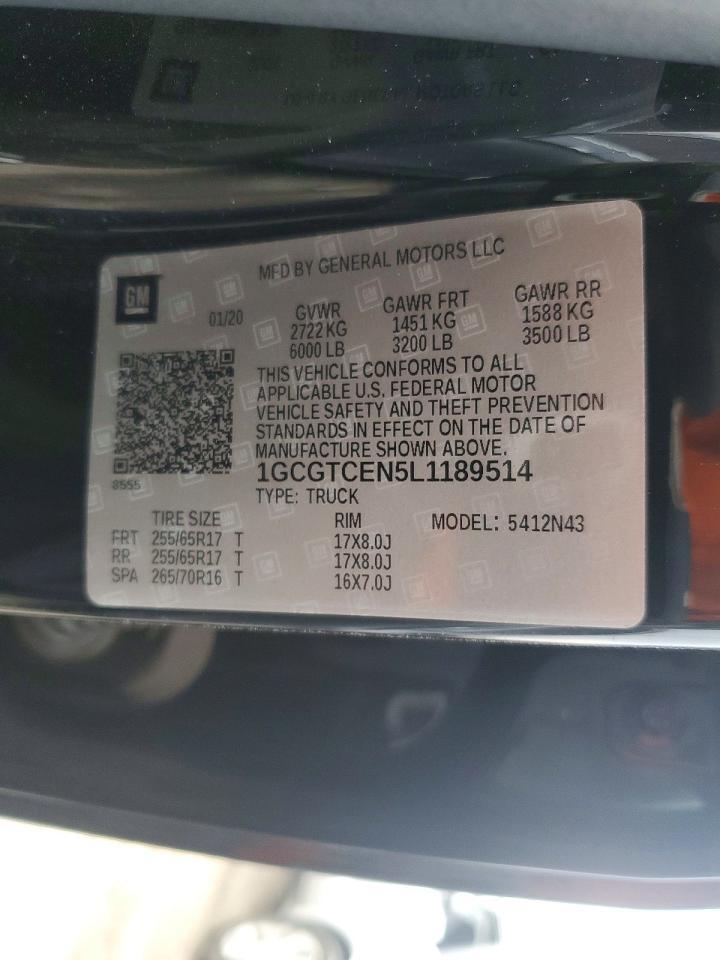 MFD BY GENERAL MOTORS LLC
GM
01/20
GVWR GAWR FRT GAWR RR
2722 KG 1451 KG 1588 KG
6000 LB 3200 LB 3500 LB
THIS VEHICLE CONFORMS TO ALL
APPLICABLE U.S. FEDERAL MOTOR
VEHICLE SAFETY AND THEFT PREVENTION
STANDARDS IN EFFECT ON THE DATE OF
MANUFACTURE SHOWN ABOVE.
8555
1GCGTCEN5L1189514
TYPE: TRUCK
TIRE SIZE RIM MODEL: 5412N43
FRT 255/65R17 T 17X8.0J
RR 255/65R17 T 17X8.0J
SPA 265/70R16 T 16X7.0J